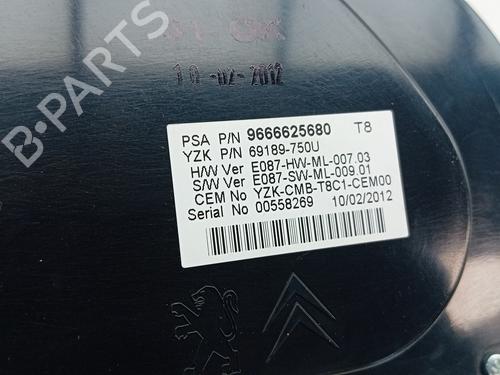 B-PARTS
10-02-2012
PSA P/N 9666625680 T8
YZK P/N 69189-750U
H/W Ver E087-HW-ML-007.03
S/W Ver E087-SW-ML-009.01
CEM No YZK-CMB-T8C1-CEM00
Serial No 00558269 10/02/2012